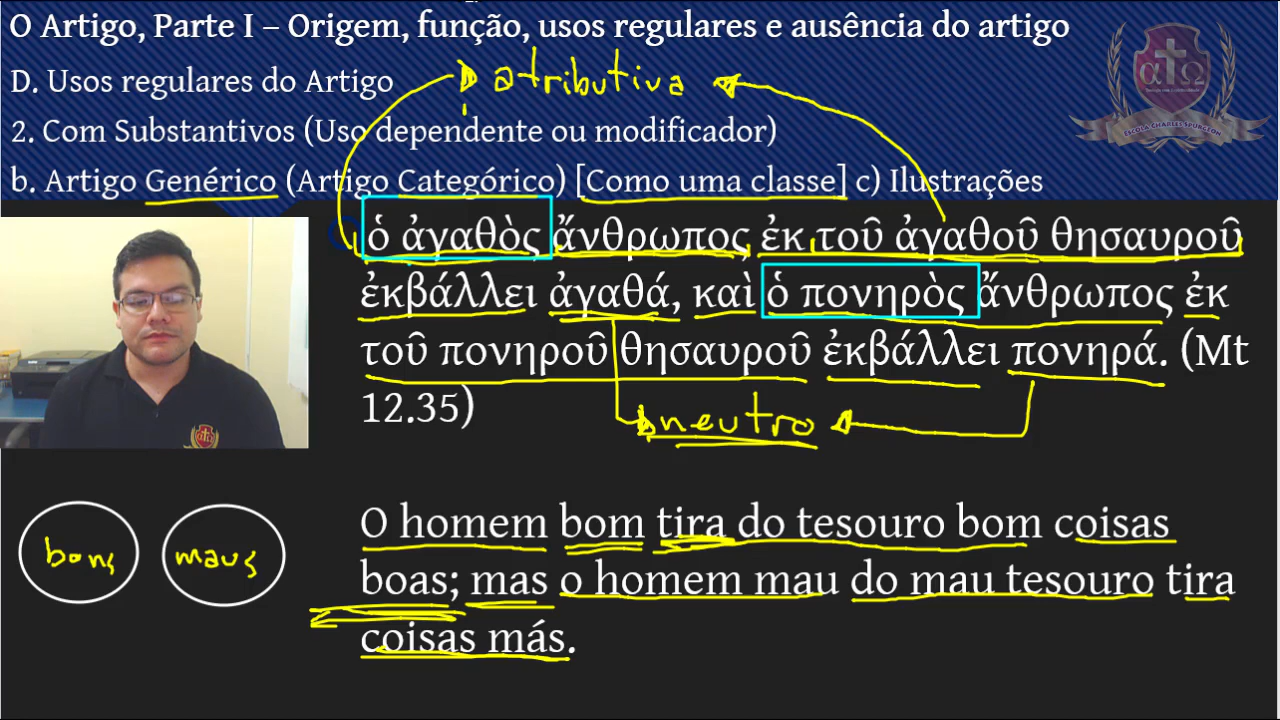 O Artigo, Parte I – Origem, função, usos regulares e ausência do artigo
D. Usos regulares do Artigo
atributiva
2. Com Substantivos (Uso dependente ou modificador)
b. Artigo Genérico (Artigo Categórico) [Como uma classe] c) Ilustrações
α Ω
ESCOLA CHARLES SPURGEON
ὁ ἀγαθὸς ἄνθρωπος ἐκ τοῦ ἀγαθοῦ θησαυροῦ
ἐκβάλλει ἀγαθά, καὶ ὁ πονηρὸς ἄνθρωπος ἐκ
τοῦ πονηροῦ θησαυροῦ ἐκβάλλει πονηρά. (Mt
12.35)
neutro
bons
maus
O homem bom tira do tesouro bom coisas
boas; mas o homem mau do mau tesouro tira
coisas más.